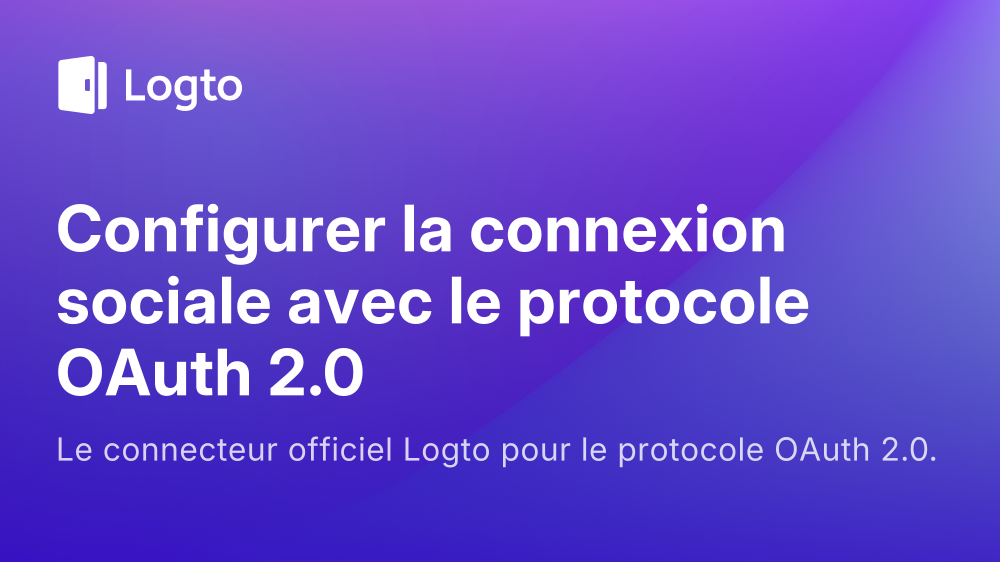 Logto
Configurer la connexion
sociale avec le protocole
OAuth 2.0
Le connecteur officiel Logto pour le protocole OAuth 2.0.